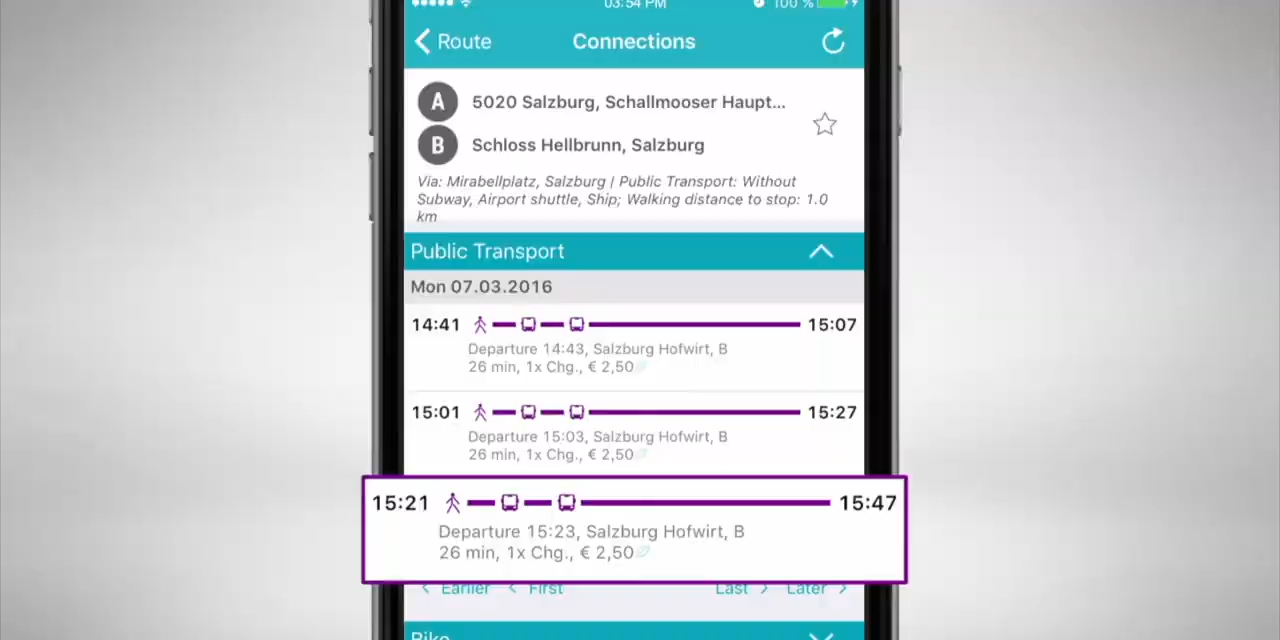 03:54 PM 100 %
Route Connections
A 5020 Salzburg, Schallmooser Haupt...
B Schloss Hellbrunn, Salzburg
Via: Mirabellplatz, Salzburg | Public Transport: Without
Subway, Airport shuttle, Ship; Walking distance to stop: 1.0
km
Public Transport
Mon 07.03.2016
14:41 15:07
Departure 14:43, Salzburg Hofwirt, B
26 min, 1x Chg., € 2,50
15:01 15:27
Departure 15:03, Salzburg Hofwirt, B
26 min, 1x Chg., € 2,50
15:21 15:47
Departure 15:23, Salzburg Hofwirt, B
26 min, 1x Chg., € 2,50
< Earlier < First Last > Later >
Bike